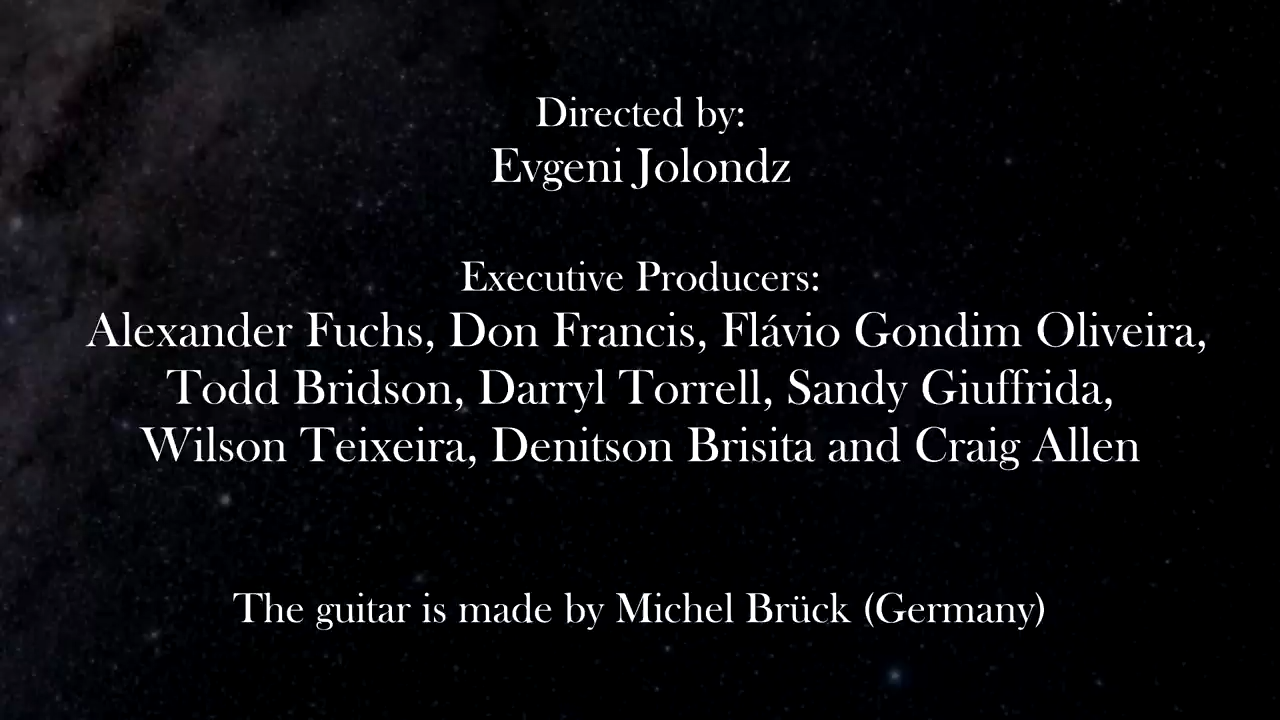 Directed by:
Evgeni Jolondz
Executive Producers:
Alexander Fuchs, Don Francis, Flávio Gondim Oliveira,
Todd Bridson, Darryl Torrell, Sandy Giuffrida,
Wilson Teixeira, Denitson Brisita and Craig Allen
The guitar is made by Michel Brück (Germany)